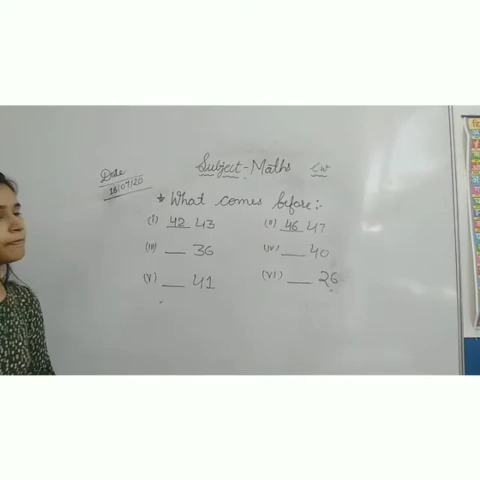 Date
18/07/20
Subject-Maths CW
* What comes before:-
(i) 42 43 (ii) 46 47
(iii) __ 36 (iv) __ 40
(v) __ 41 (vi) __ 26